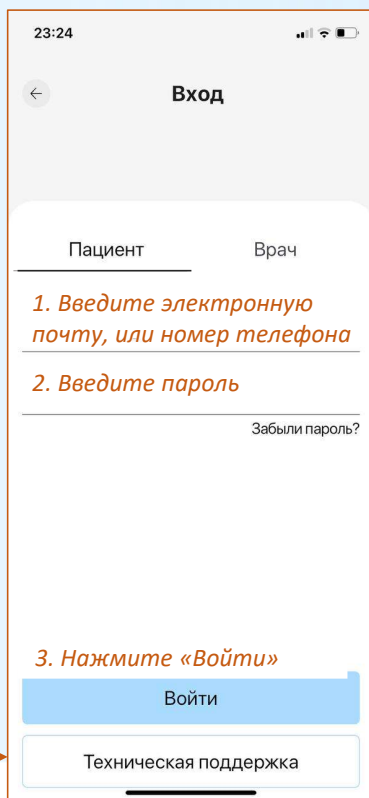 23:24
Вход
Пациент
Врач
1. Введите электронную
почту, или номер телефона
2. Введите пароль
Забыли пароль?
3. Нажмите «Войти»
Войти
Техническая поддержка